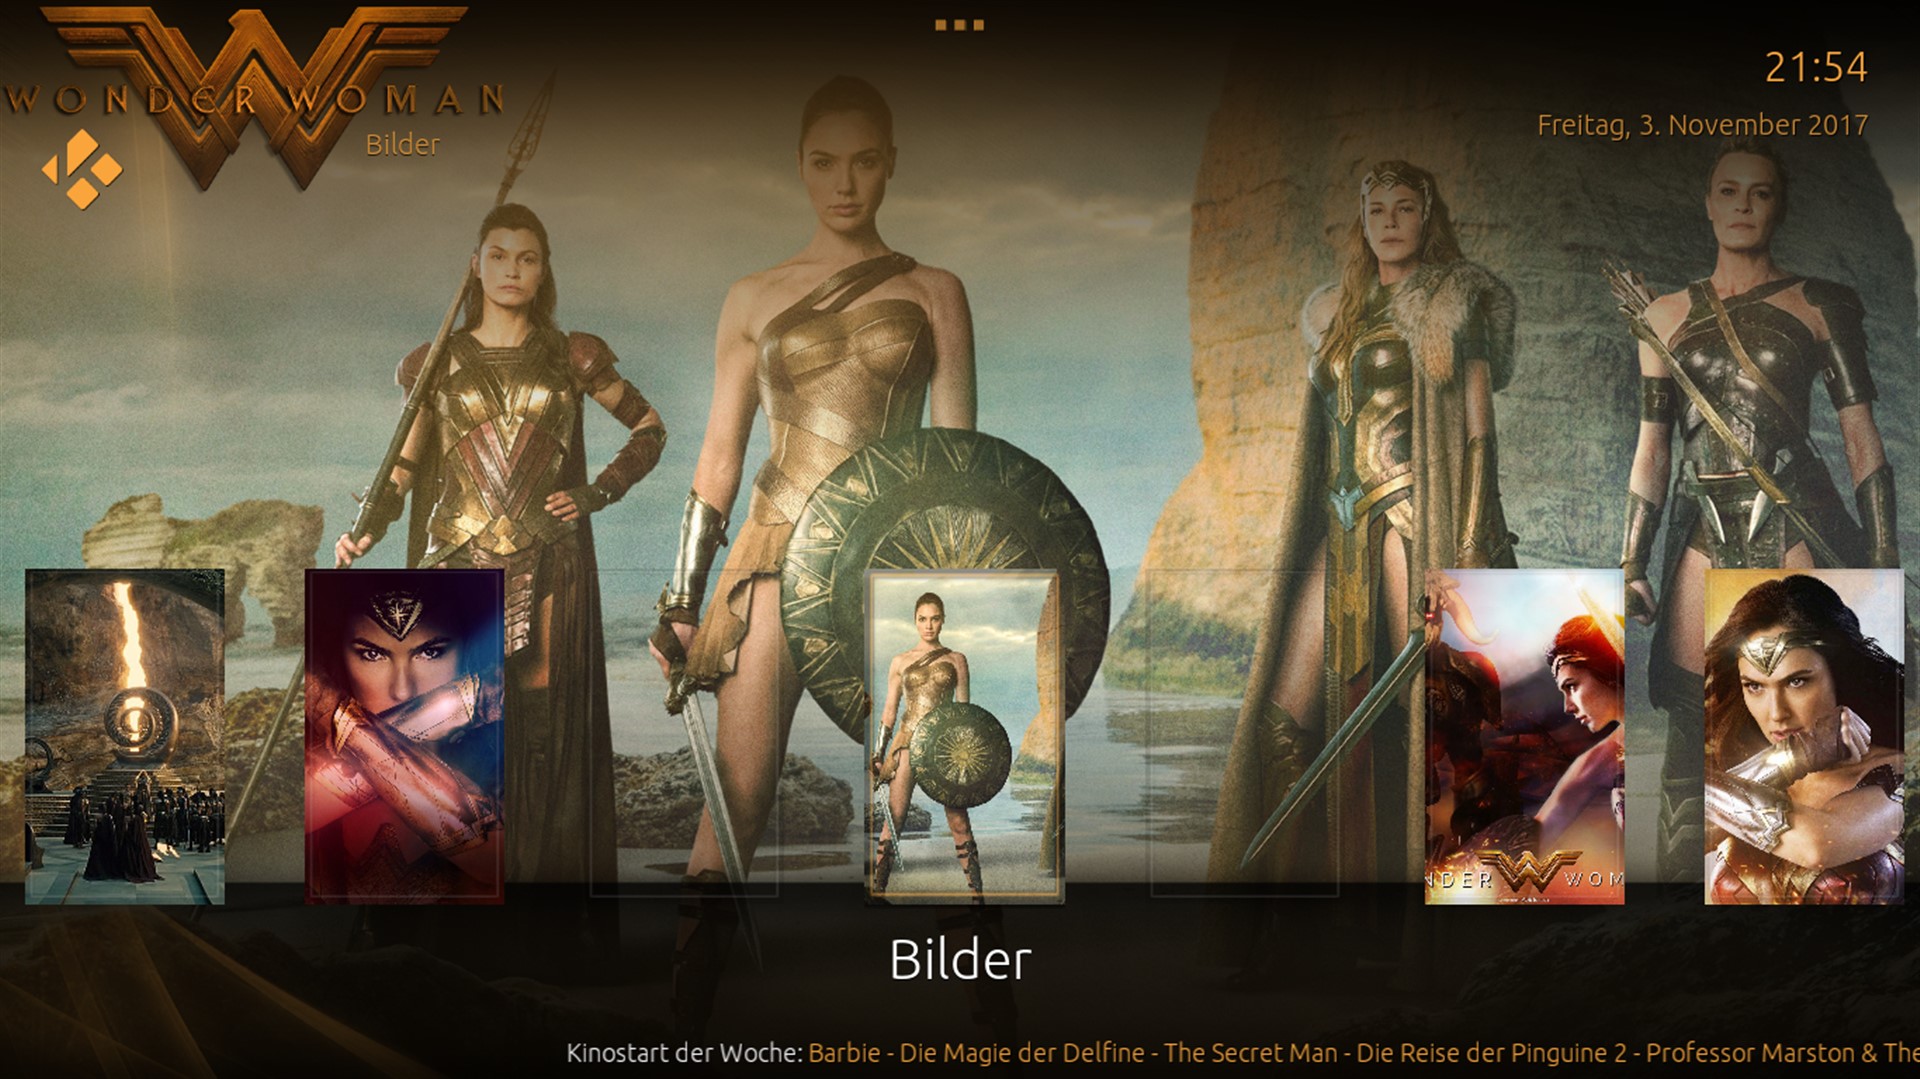 WONDER WOMAN
Bilder
21:54
Freitag, 3. November 2017
NDER WOM
Bilder
Kinostart der Woche: Barbie - Die Magie der Delfine - The Secret Man - Die Reise der Pinguine 2 - Professor Marston & The